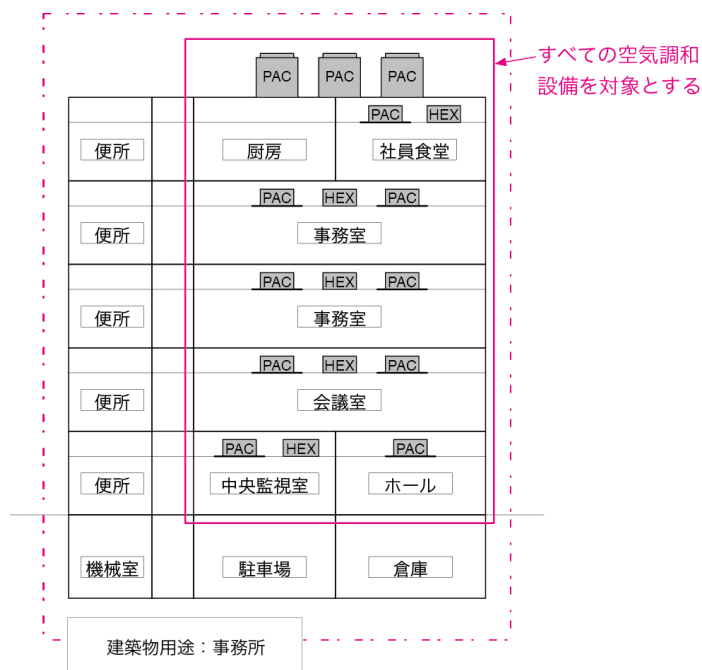 すべての空気調和
設備を対象とする
PAC PAC PAC
PAC HEX
便所 厨房 社員食堂
PAC HEX PAC
便所 事務室
PAC HEX PAC
便所 事務室
PAC HEX PAC
便所 会議室
PAC HEX PAC
便所 中央監視室 ホール
機械室 駐車場 倉庫
建築物用途：事務所